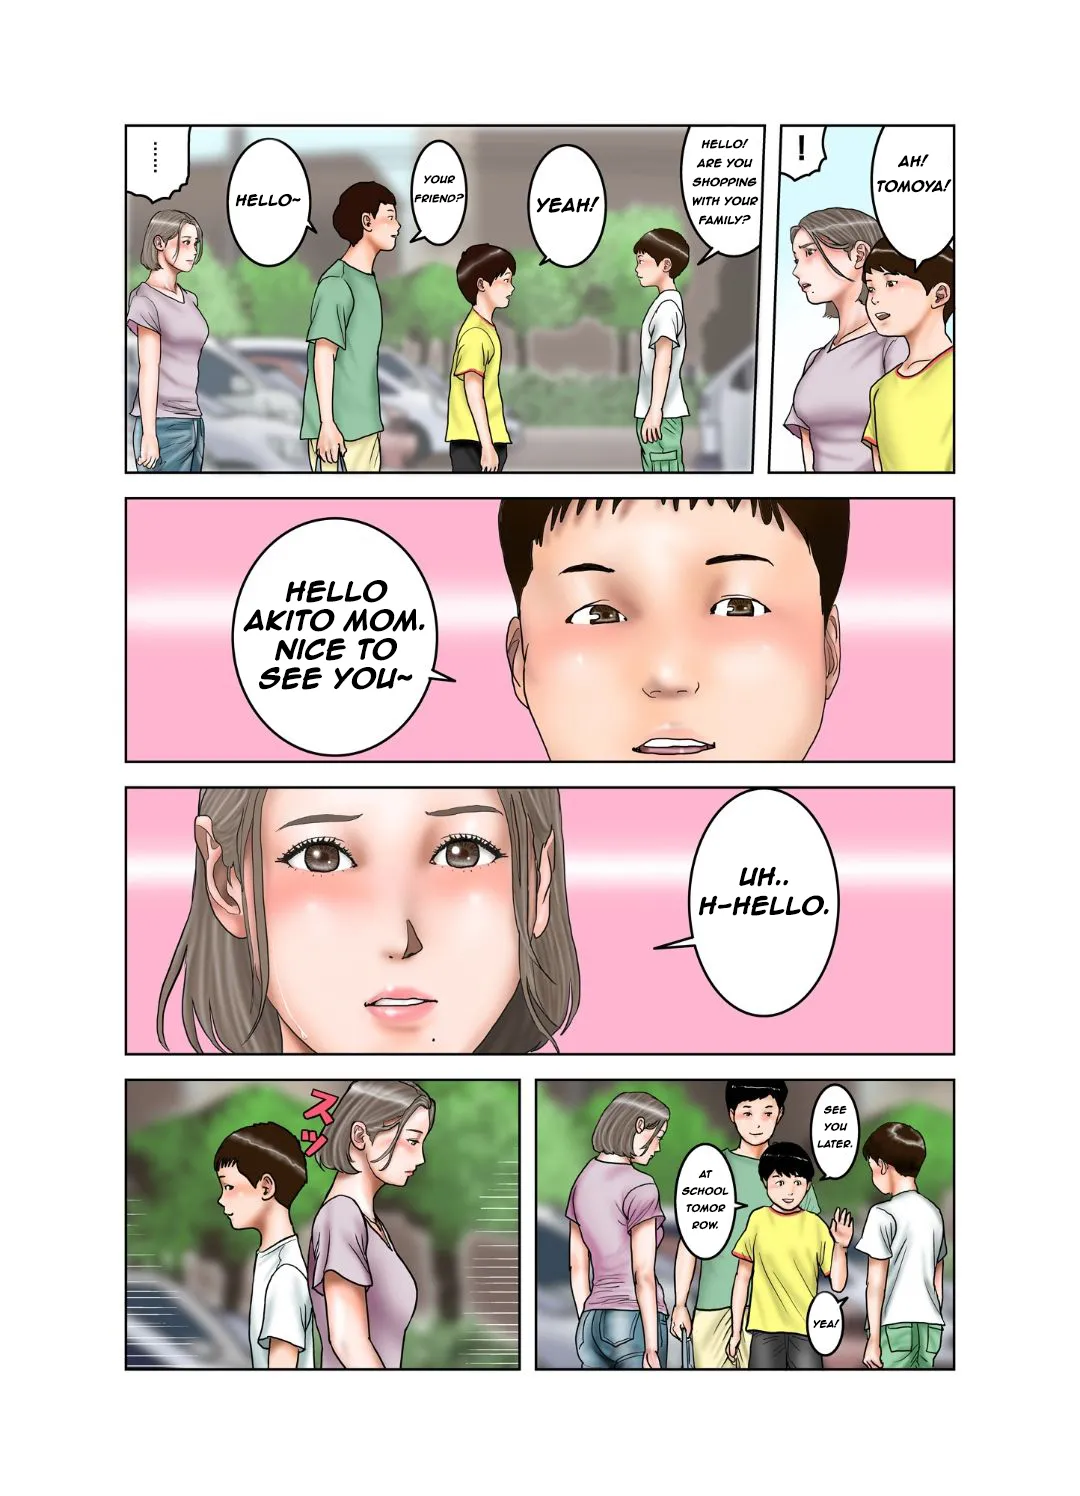 !
AH!
TOMOYA!
HELLO!
ARE YOU
SHOPPING
WITH YOUR
FAMILY?
YEAH!
YOUR
FRIEND?
HELLO~
......
HELLO
AKITO MOM.
NICE TO
SEE YOU~
UH..
H-HELLO.
SEE
YOU
LATER.
AT
SCHOOL
TOMOR
ROW.
YEA!
スッ